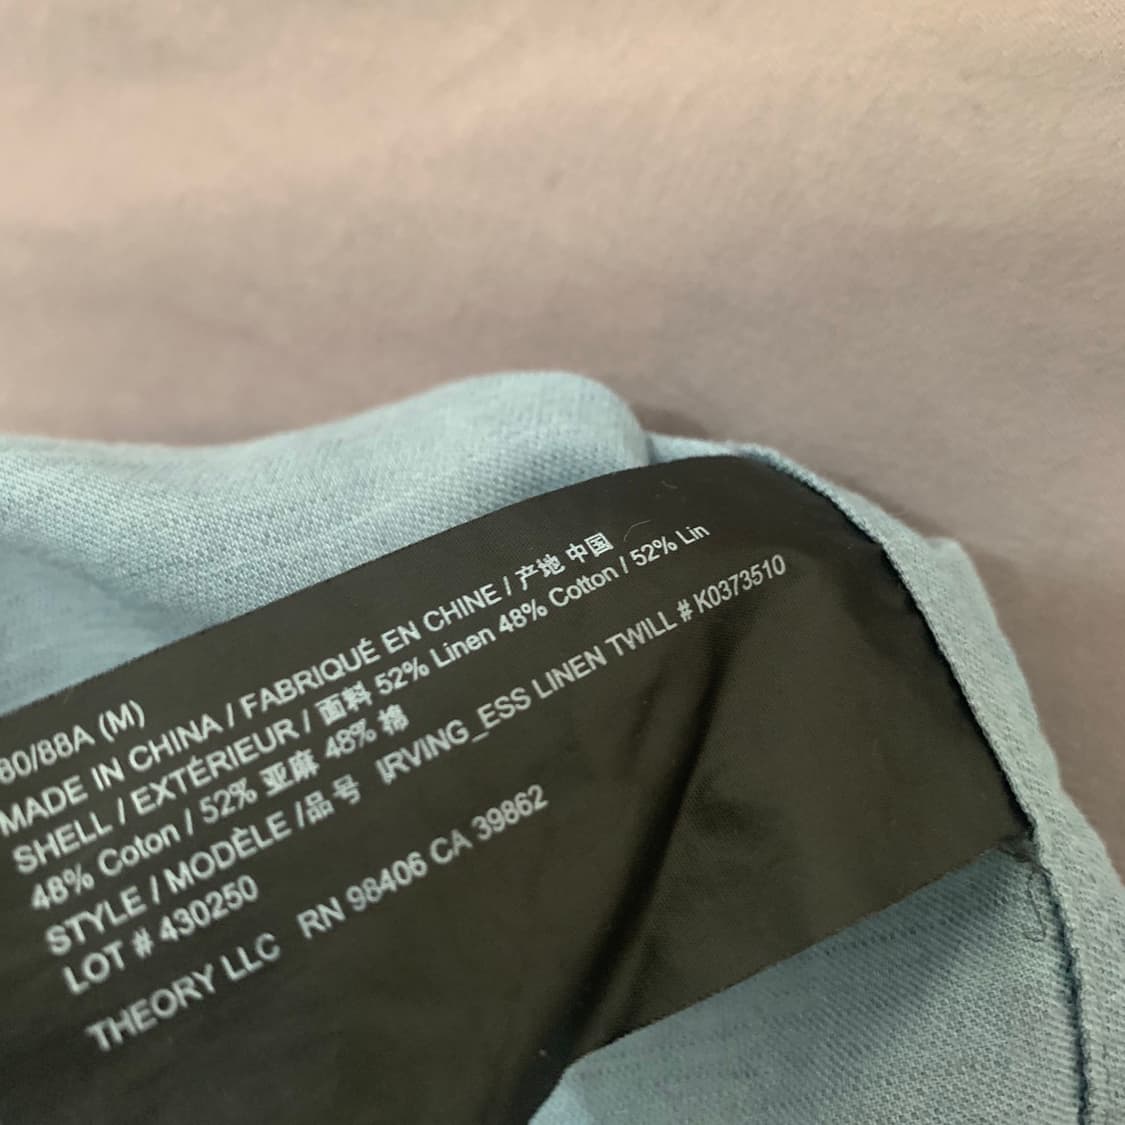 80/88A (M)
MADE IN CHINA / FABRIQUÉ EN CHINE / 产地 中国
SHELL / EXTÉRIEUR / 面料 52% Linen 48% Cotton / 52% Lin
48% Coton / 52% 亚麻 48% 棉
STYLE / MODÈLE /品号 IRVING_ESS LINEN TWILL # K0373510
LOT # 430250
THEORY LLC RN 98406 CA 39862